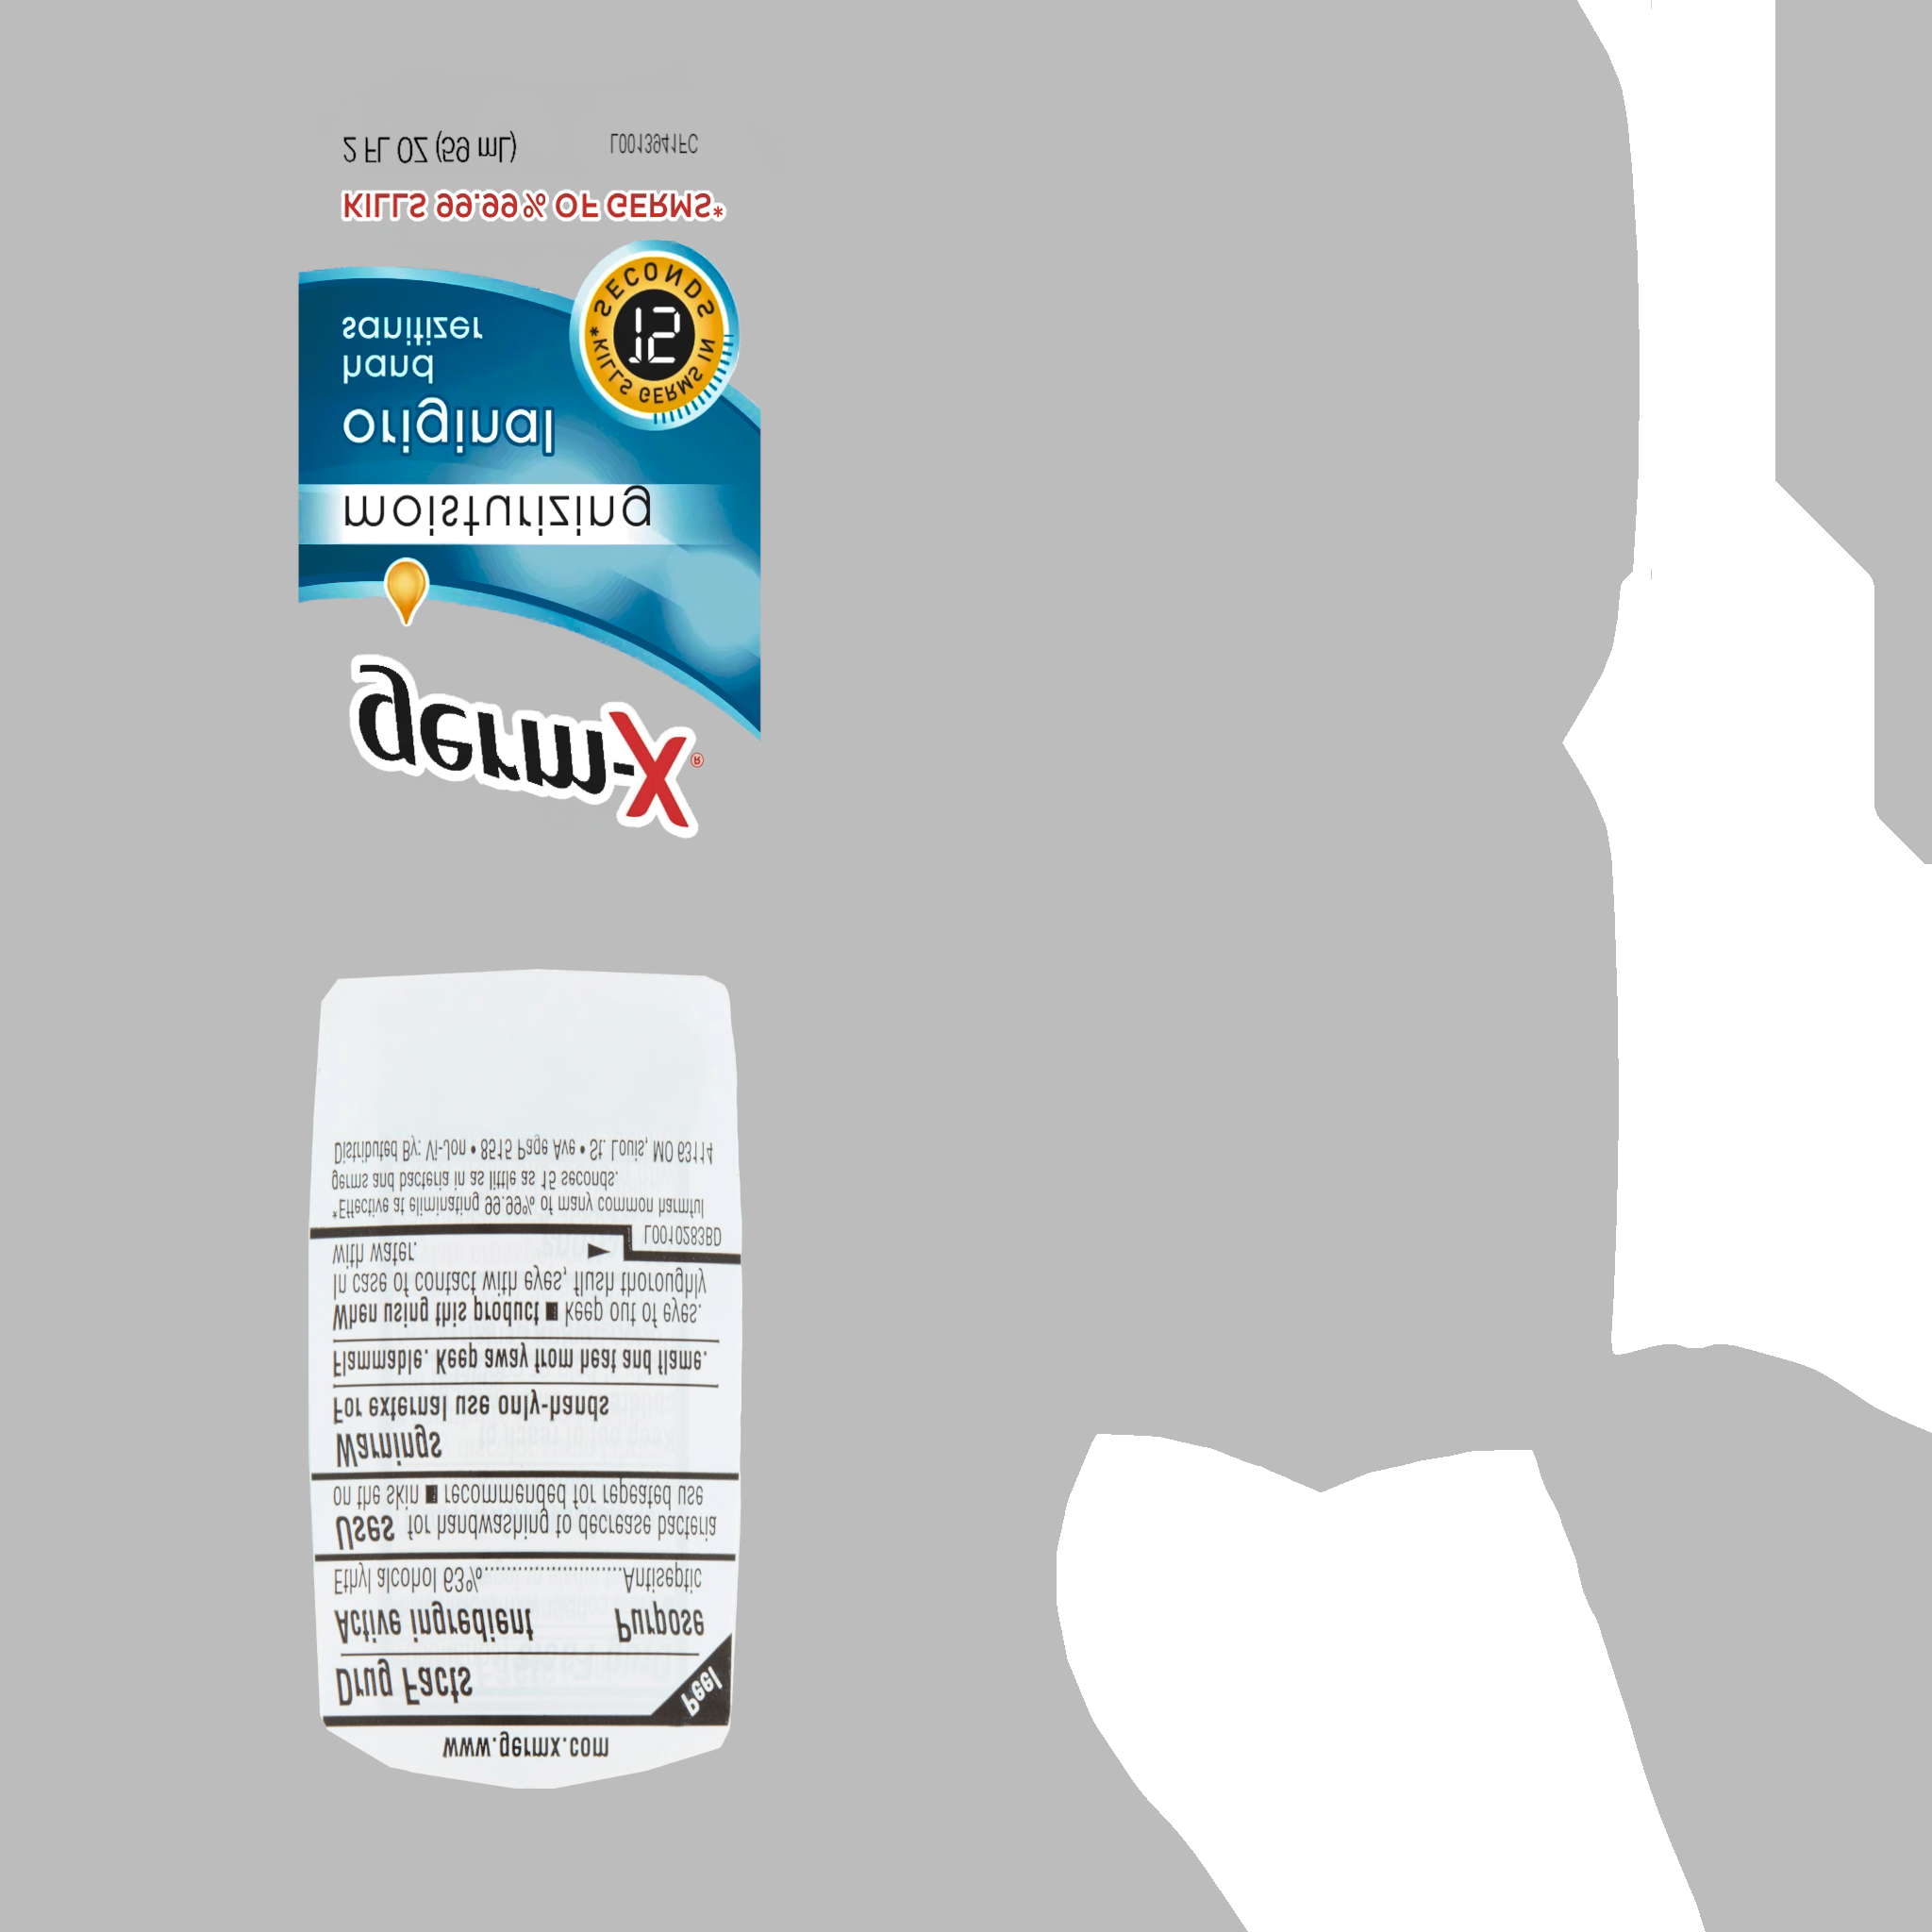 germ-x®
moisturizing
original
hand
sanitizer
*KILLS GERMS IN
15
SECONDS
KILLS 99.99% OF GERMS*
2 FL OZ (59 mL) L0013941FC
www.germx.com
Peel
Drug Facts
Active ingredient Purpose
Ethyl alcohol 63%......................Antiseptic
Uses for handwashing to decrease bacteria
on the skin ■ recommended for repeated use
Warnings
For external use only-hands
Flammable. Keep away from heat and flame.
When using this product ■ keep out of eyes.
In case of contact with eyes, flush thoroughly
with water.
L0010283BD
*Effective at eliminating 99.99% of many common harmful
germs and bacteria in as little as 15 seconds.
Distributed By: Vi-Jon • 8515 Page Ave • St. Louis, MO 63114